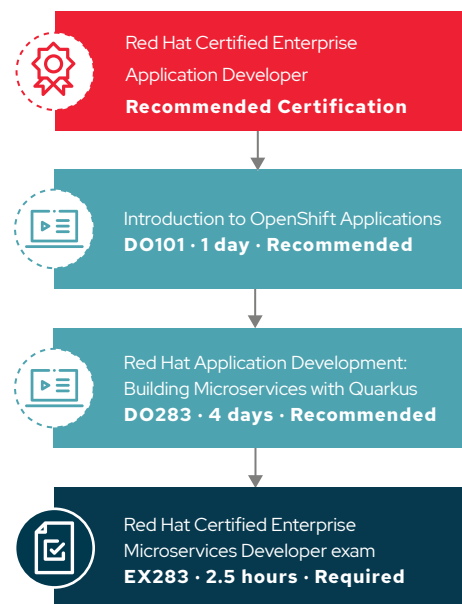 Red Hat Certified Enterprise
Application Developer
Recommended Certification
Introduction to OpenShift Applications
DO101 · 1 day · Recommended
Red Hat Application Development:
Building Microservices with Quarkus
DO283 · 4 days · Recommended
Red Hat Certified Enterprise
Microservices Developer exam
EX283 · 2.5 hours · Required